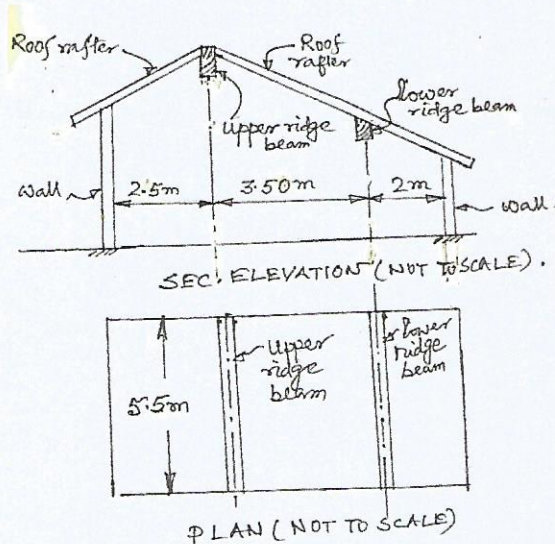 Roof rafter
Roof
rafter
lower
ridge
beam
upper ridge
beam
wall
2.5m
3.50m
2m
wall
SEC. ELEVATION (NOT TO SCALE).
5.5m
upper
ridge
beam
lower
ridge
beam
PLAN (NOT TO SCALE)